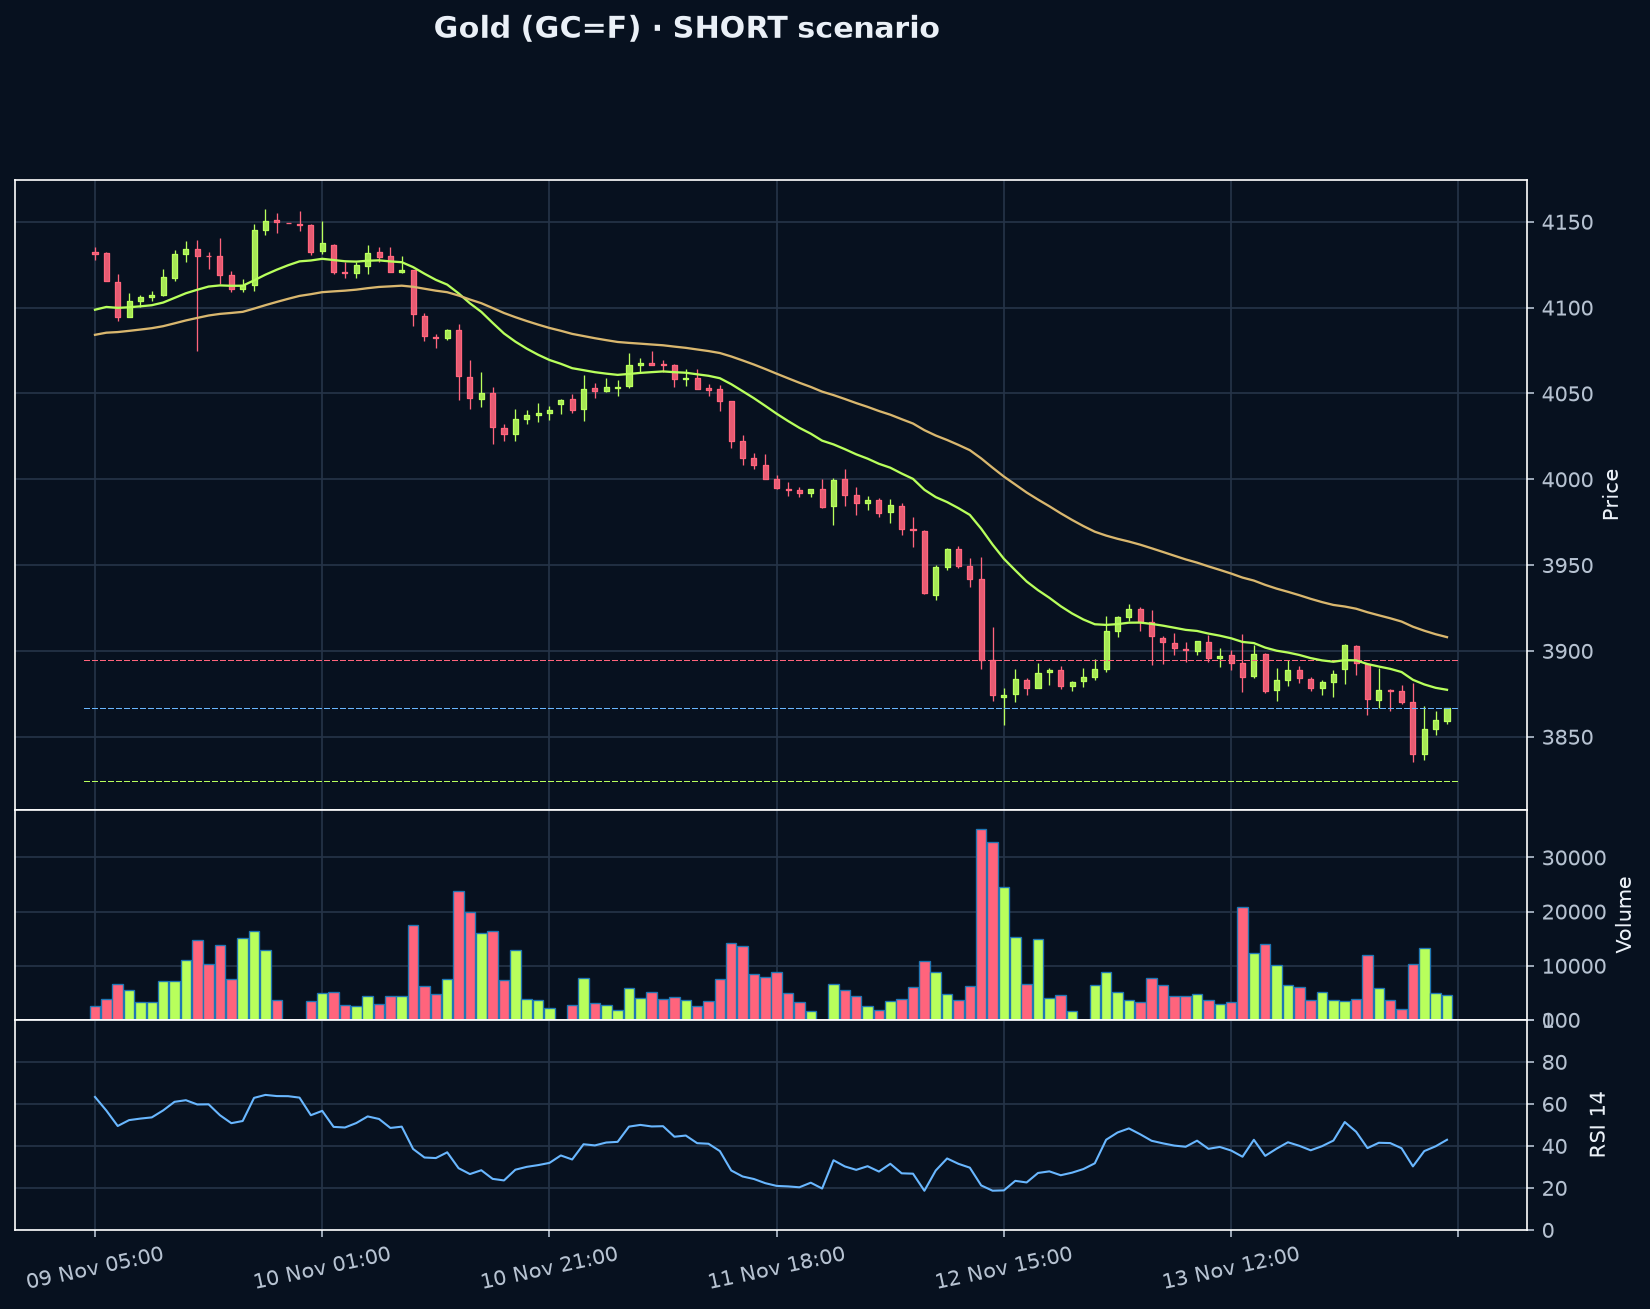 Gold (GC=F) · SHORT scenario
4150
4100
4050
4000
3950
3900
3850
Price
30000
20000
10000
0
Volume
100
80
60
40
20
0
RSI 14
09 Nov 05:00
10 Nov 01:00
10 Nov 21:00
11 Nov 18:00
12 Nov 15:00
13 Nov 12:00